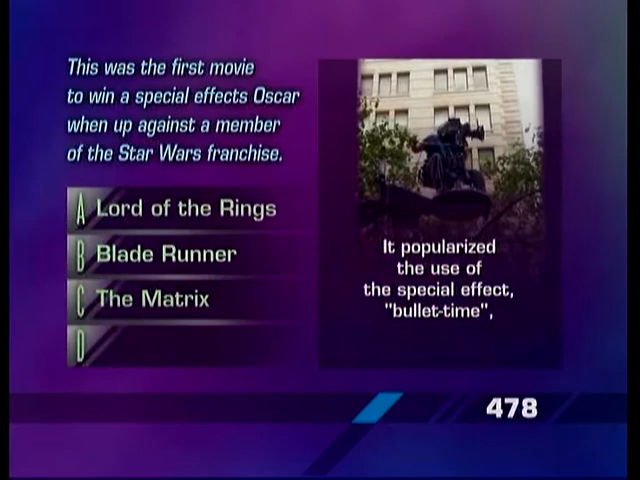 This was the first movie
to win a special effects Oscar
when up against a member
of the Star Wars franchise.
A Lord of the Rings
B Blade Runner
C The Matrix
D
It popularized
the use of
the special effect,
"bullet-time",
478